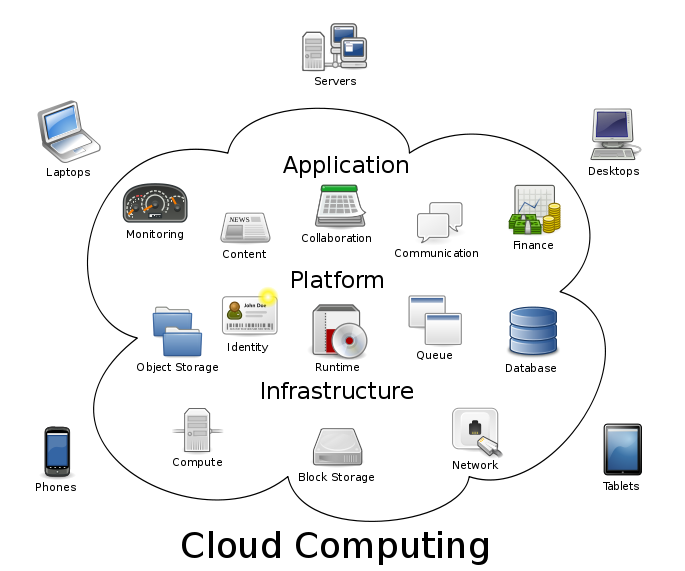 Servers
Laptops
Desktops
Application
Monitoring
NEWS
Content
Collaboration
Communication
Finance
Platform
Object Storage
John Doe
Identity
Runtime
Queue
Database
Infrastructure
Compute
Block Storage
Network
Phones
Tablets
Cloud Computing